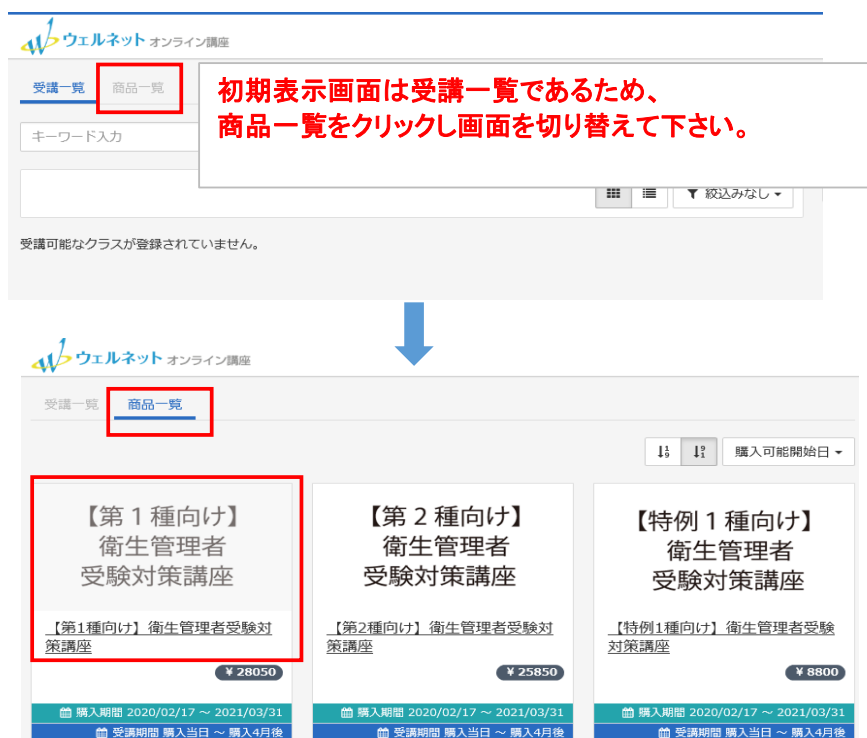 ウェルネット オンライン講座
受講一覧 商品一覧
初期表示画面は受講一覧であるため、
商品一覧をクリックし画面を切り替えて下さい。
キーワード入力
絞込みなし
受講可能なクラスが登録されていません。
ウェルネット オンライン講座
受講一覧 商品一覧
購入可能開始日
【第1種向け】
衛生管理者
受験対策講座
【第1種向け】衛生管理者受験対
策講座
¥ 28050
購入期間 2020/02/17 ～ 2021/03/31
受講期間 購入当日 ～ 購入4月後
【第2種向け】
衛生管理者
受験対策講座
【第2種向け】衛生管理者受験対
策講座
¥ 25850
購入期間 2020/02/17 ～ 2021/03/31
受講期間 購入当日 ～ 購入4月後
【特例1種向け】
衛生管理者
受験対策講座
【特例1種向け】衛生管理者受験
対策講座
¥ 8800
購入期間 2020/02/17 ～ 2021/03/31
受講期間 購入当日 ～ 購入4月後